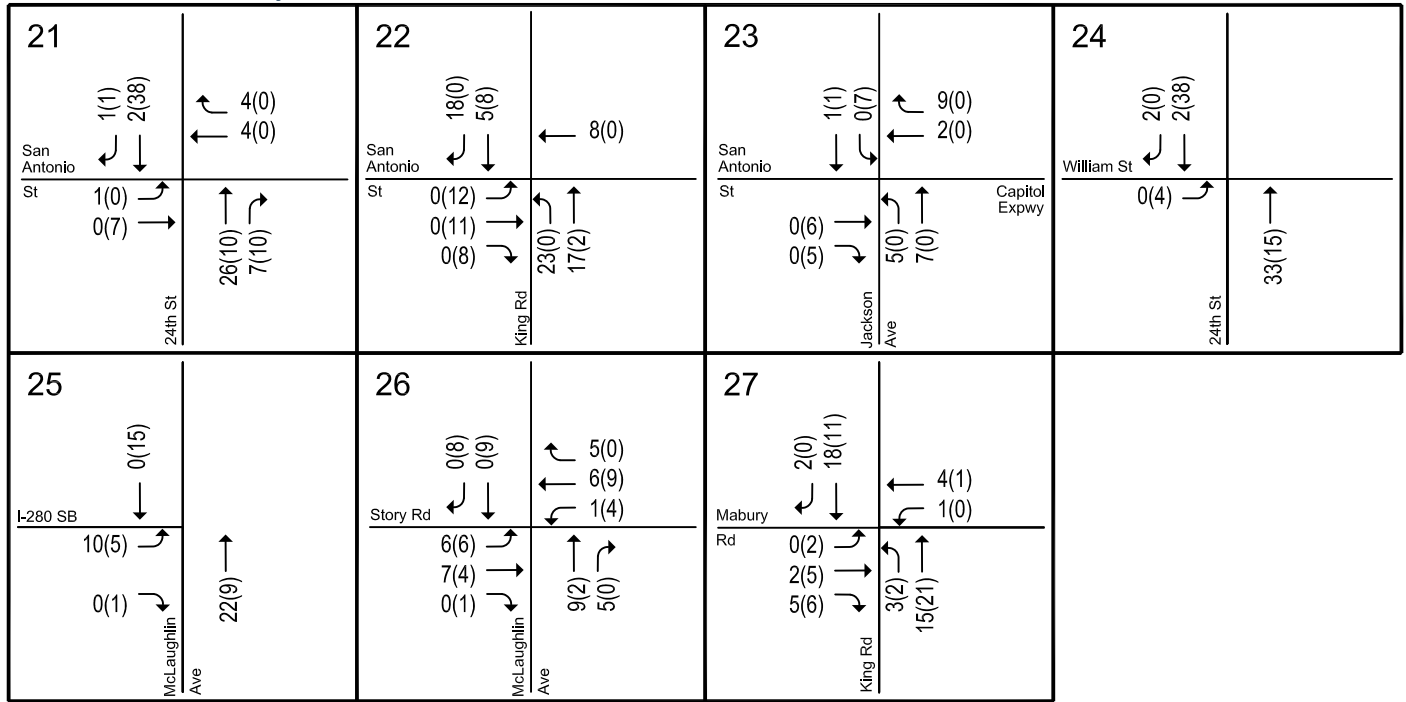 21
1(1)
2(38)
4(0)
4(0)
San
Antonio
St
1(0)
0(7)
26(10)
7(10)
24th St
22
18(0)
5(8)
8(0)
San
Antonio
St
0(12)
0(11)
0(8)
23(0)
17(2)
King Rd
23
1(1)
0(7)
9(0)
2(0)
San
Antonio
St
Capitol
Expwy
0(6)
0(5)
5(0)
7(0)
Jackson
Ave
24
2(0)
2(38)
William St
0(4)
33(15)
24th St
25
0(15)
I-280 SB
10(5)
0(1)
22(9)
McLaughlin
Ave
26
0(8)
0(9)
5(0)
6(9)
1(4)
Story Rd
6(6)
7(4)
0(1)
9(2)
5(0)
McLaughlin
Ave
27
2(0)
18(11)
4(1)
1(0)
Mabury
Rd
0(2)
2(5)
5(6)
3(2)
15(21)
King Rd